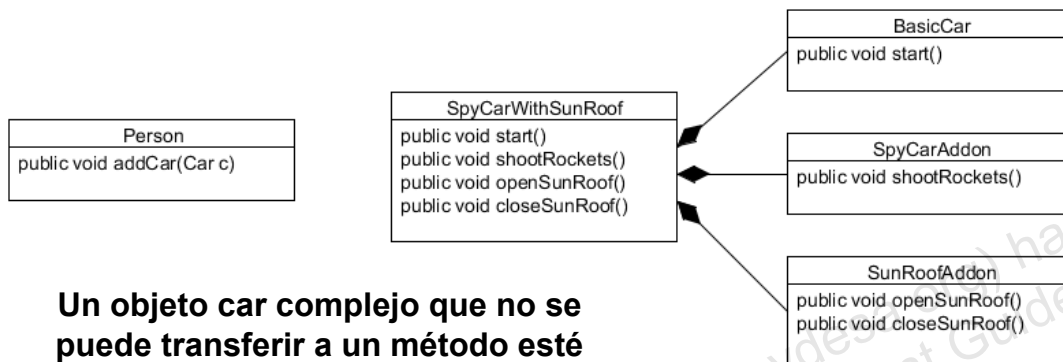 BasicCar
public void start()
SpyCarWithSunRoof
public void start()
public void shootRockets()
public void openSunRoof()
public void closeSunRoof()
Person
public void addCar(Car c)
SpyCarAddon
public void shootRockets()
SunRoofAddon
public void openSunRoof()
public void closeSunRoof()
Un objeto car complejo que no se
puede transferir a un método esté